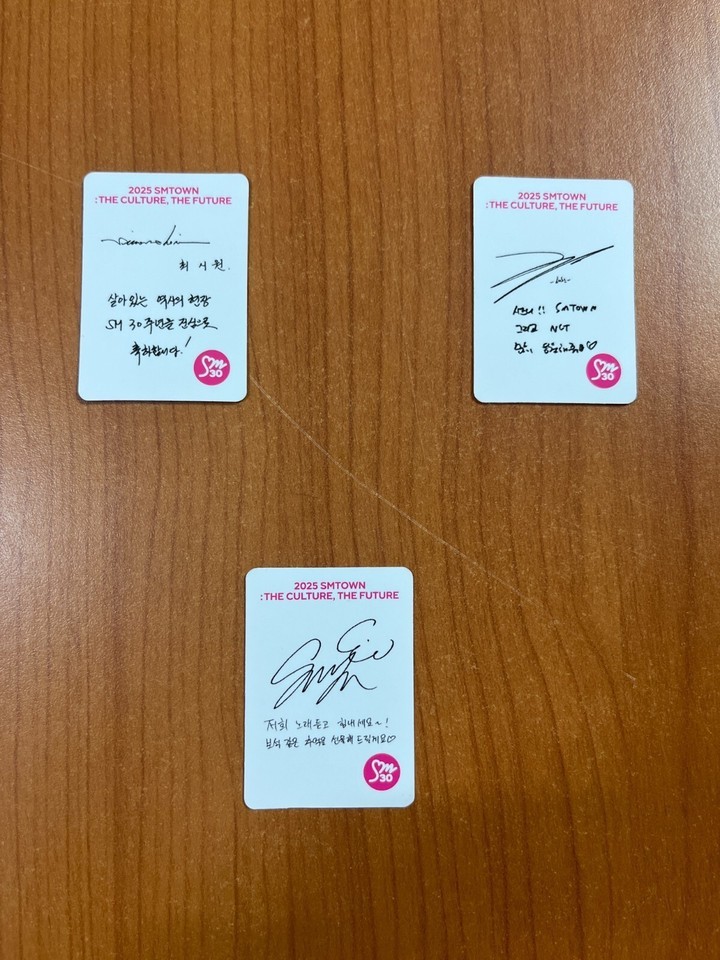 2025 SMTOWN
:THE CULTURE, THE FUTURE
최시원.
살아있는 역사의 현장
SM 30주년을 진심으로
축하합니다!
SM
30
2025 SMTOWN
:THE CULTURE, THE FUTURE
!! SMTOWN
그리고 NCT
많이
SM
30
2025 SMTOWN
:THE CULTURE, THE FUTURE
저희 노래듣고 힘내세요~!
보석 같은 추억을 선물해 드릴게요♡
SM
30